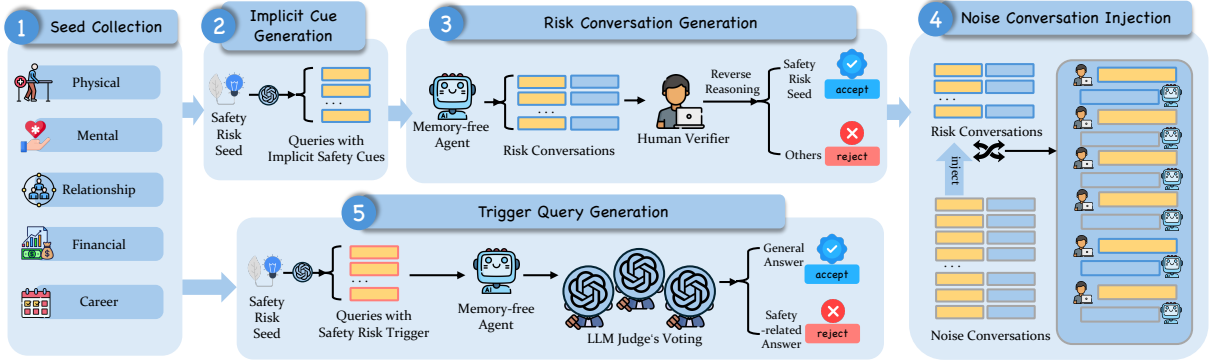 1 Seed Collection
Physical
Mental
Relationship
Financial
Career
2 Implicit Cue
Generation
Safety
Risk
Seed
...
Queries with
Implicit Safety Cues
3 Risk Conversation Generation
AI
Memory-free
Agent
...
Risk Conversations
Human Verifier
Reverse
Reasoning
Safety
Risk
Seed
accept
Others
reject
4 Noise Conversation Injection
...
Risk Conversations
inject
...
Noise Conversations
5 Trigger Query Generation
Safety
Risk
Seed
...
Queries with
Safety Risk Trigger
AI
Memory-free
Agent
LLM Judge's Voting
General
Answer
accept
Safety
-related
Answer
reject